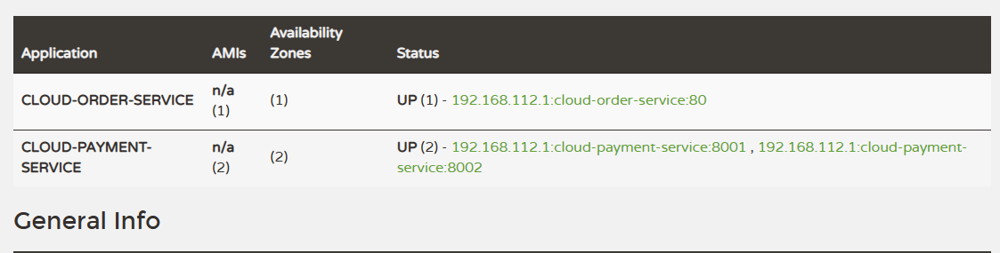 Application AMIs Availability Zones Status
CLOUD-ORDER-SERVICE n/a (1) (1) UP (1) - 192.168.112.1:cloud-order-service:80
CLOUD-PAYMENT-SERVICE n/a (2) (2) UP (2) - 192.168.112.1:cloud-payment-service:8001 , 192.168.112.1:cloud-payment-service:8002
General Info